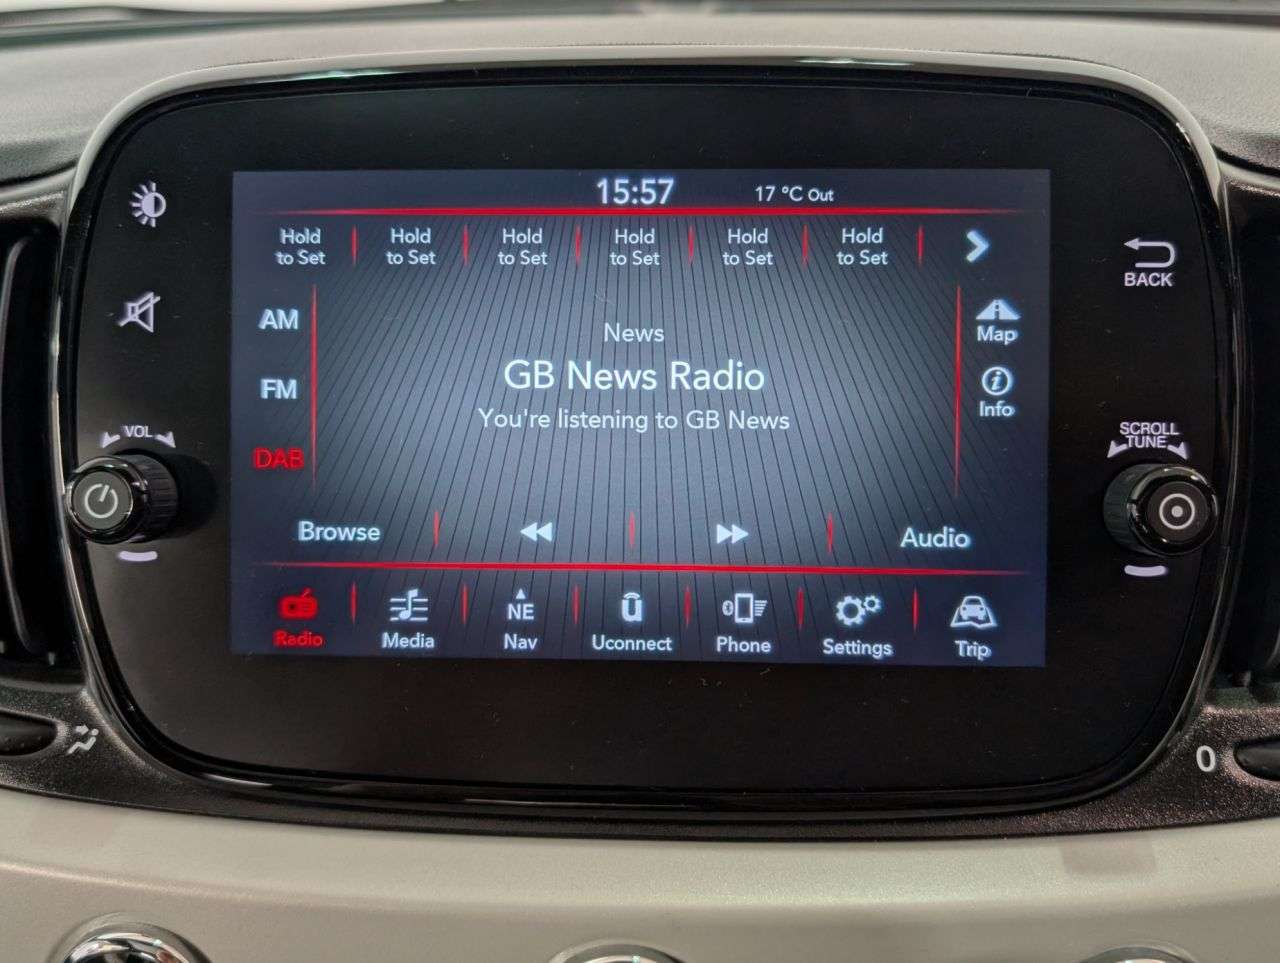 15:57
17 °C Out
Hold to Set
Hold to Set
Hold to Set
Hold to Set
Hold to Set
Hold to Set
BACK
AM
FM
DAB
News
GB News Radio
You're listening to GB News
Map
Info
VOL
SCROLL
TUNE
Browse
Audio
NE
u
Radio
Media
Nav
Uconnect
Phone
Settings
Trip
0